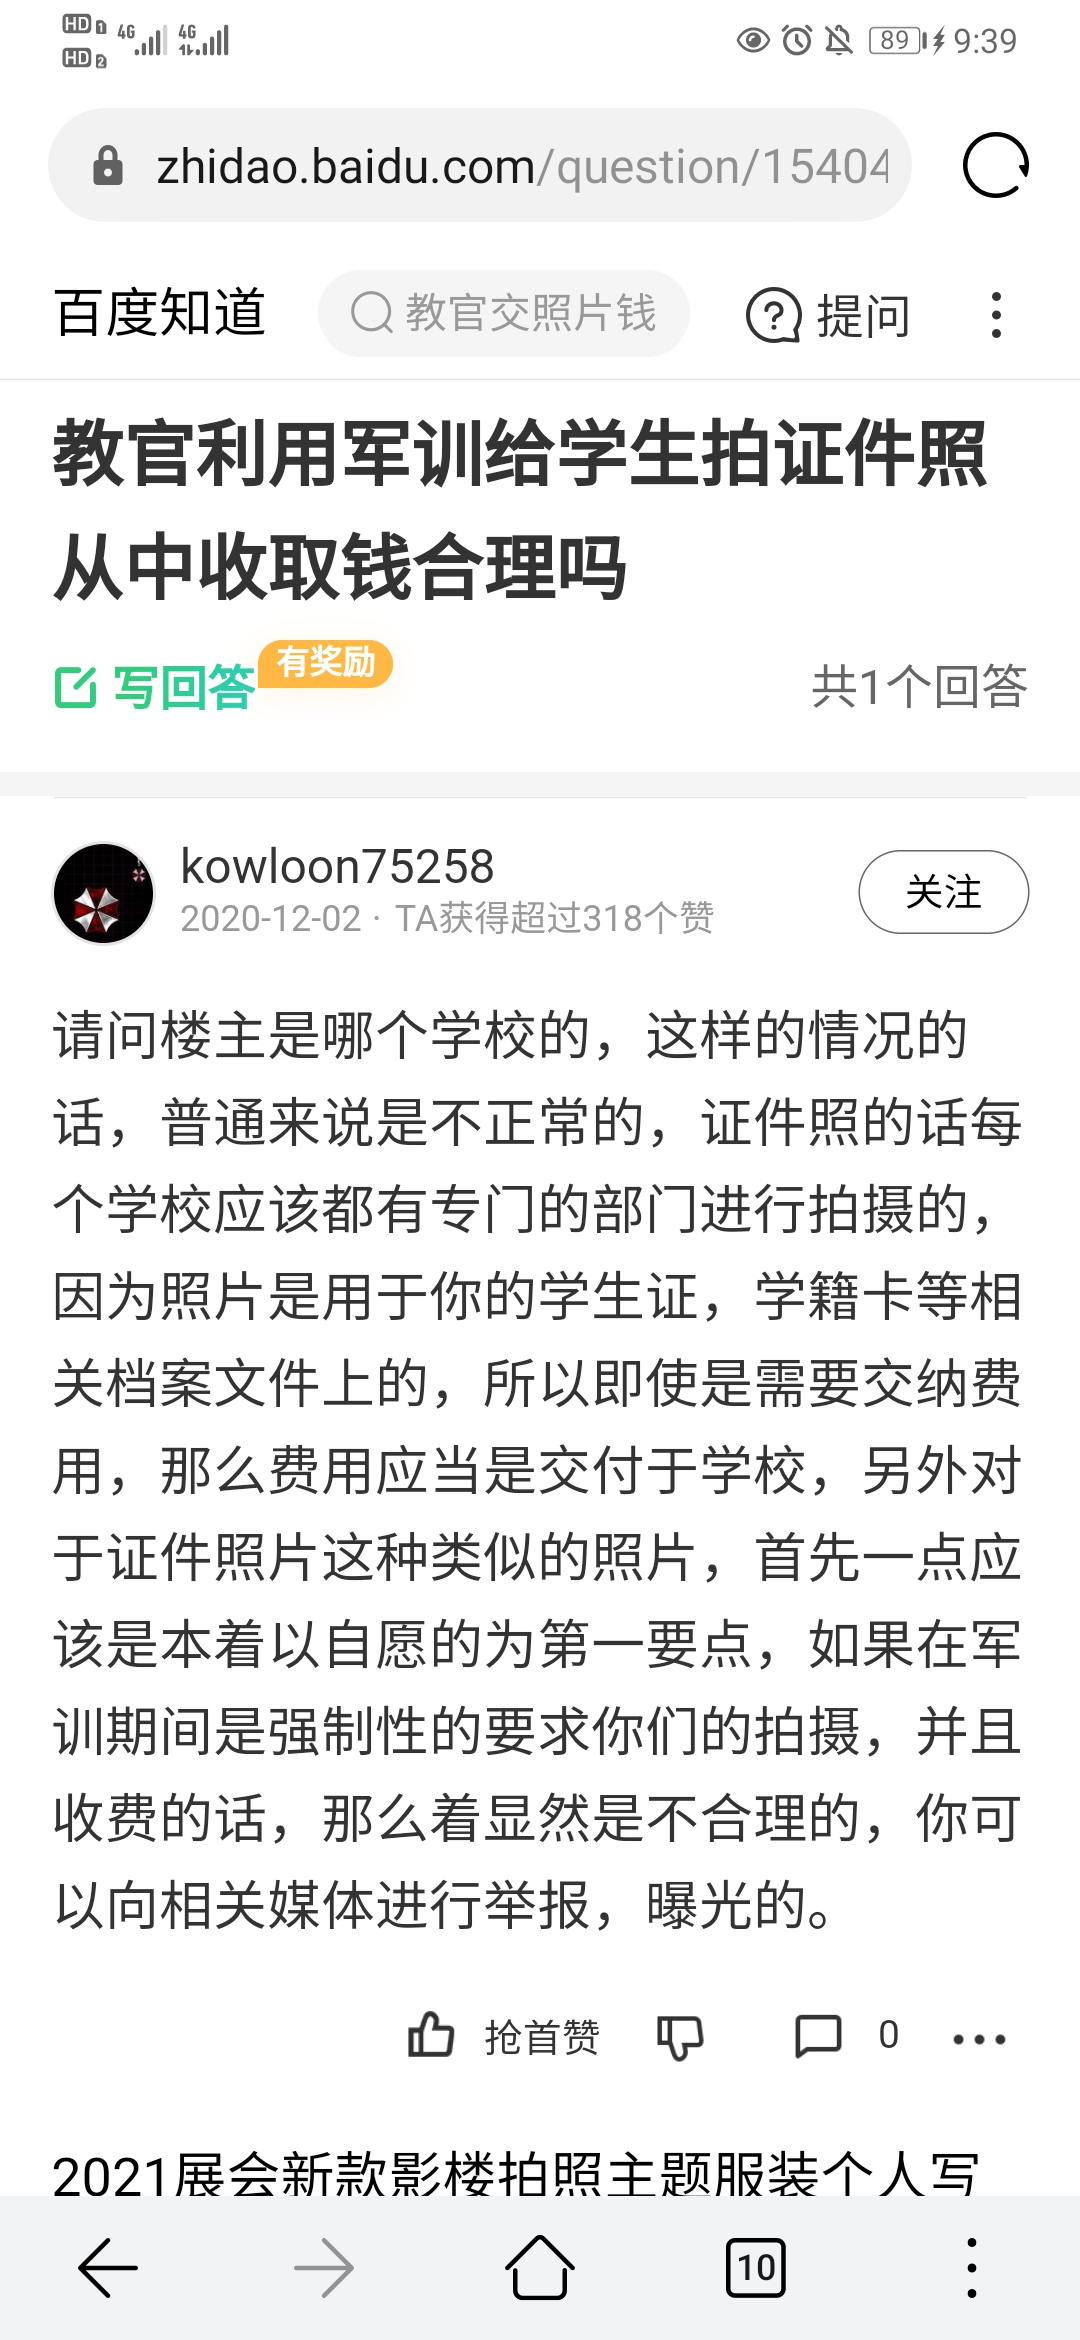 HD 1 4G 4G
HD 2
89 9:39
zhidao.baidu.com/question/15404
百度知道 教官交照片钱 提问
教官利用军训给学生拍证件照
从中收取钱合理吗
写回答 有奖励 共1个回答
kowloon75258
2020-12-02 · TA获得超过318个赞
关注
请问楼主是哪个学校的，这样的情况的
话，普通来说是不正常的，证件照的话每
个学校应该都有专门的部门进行拍摄的，
因为照片是用于你的学生证，学籍卡等相
关档案文件上的，所以即使是需要交纳费
用，那么费用应当是交付于学校，另外对
于证件照片这种类似的照片，首先一点应
该是本着以自愿的为第一要点，如果在军
训期间是强制性的要求你们的拍摄，并且
收费的话，那么着显然是不合理的，你可
以向相关媒体进行举报，曝光的。
抢首赞 0
2021展会新款影楼拍照主题服装个人写
10